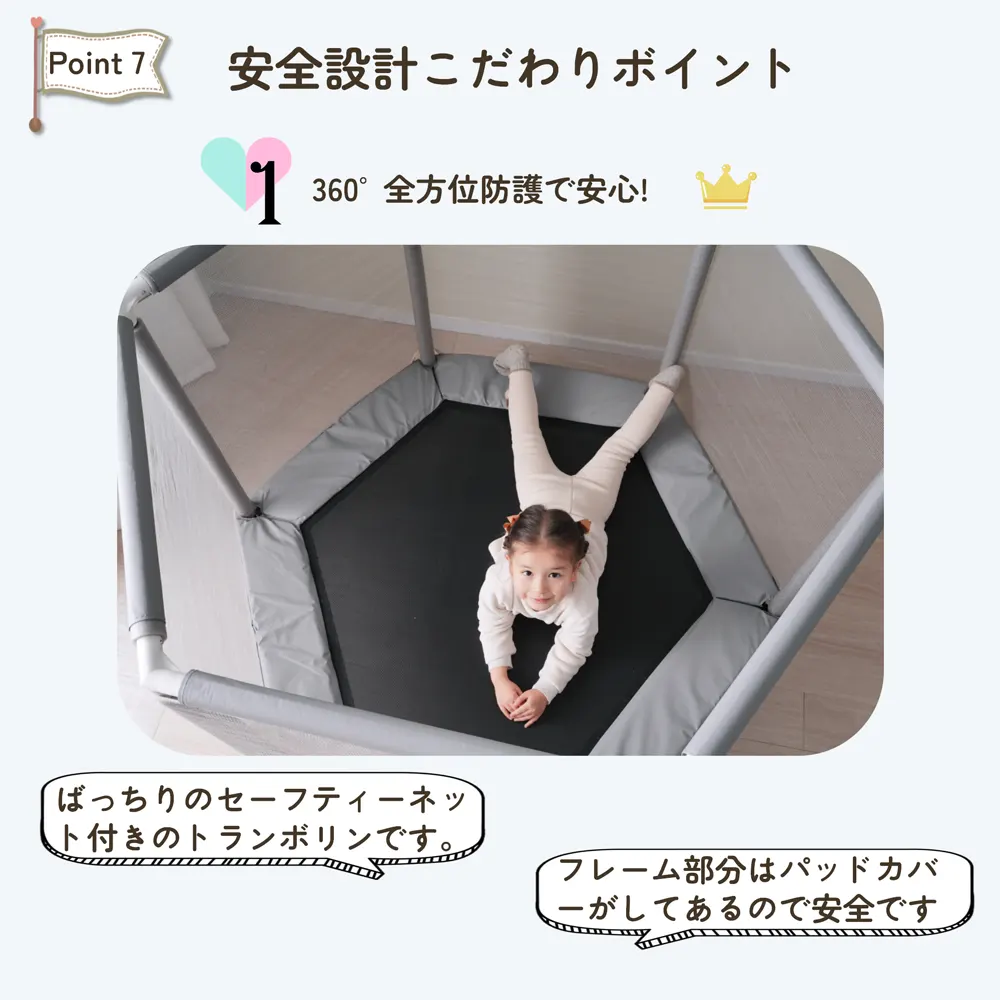 Point 7
安全設計こだわりポイント
1
360°全方位防護で安心!
ばっちりのセーフティーネッ
ト付きのトランポリンです。
フレーム部分はパッドカバ
ーがしてあるので安全です